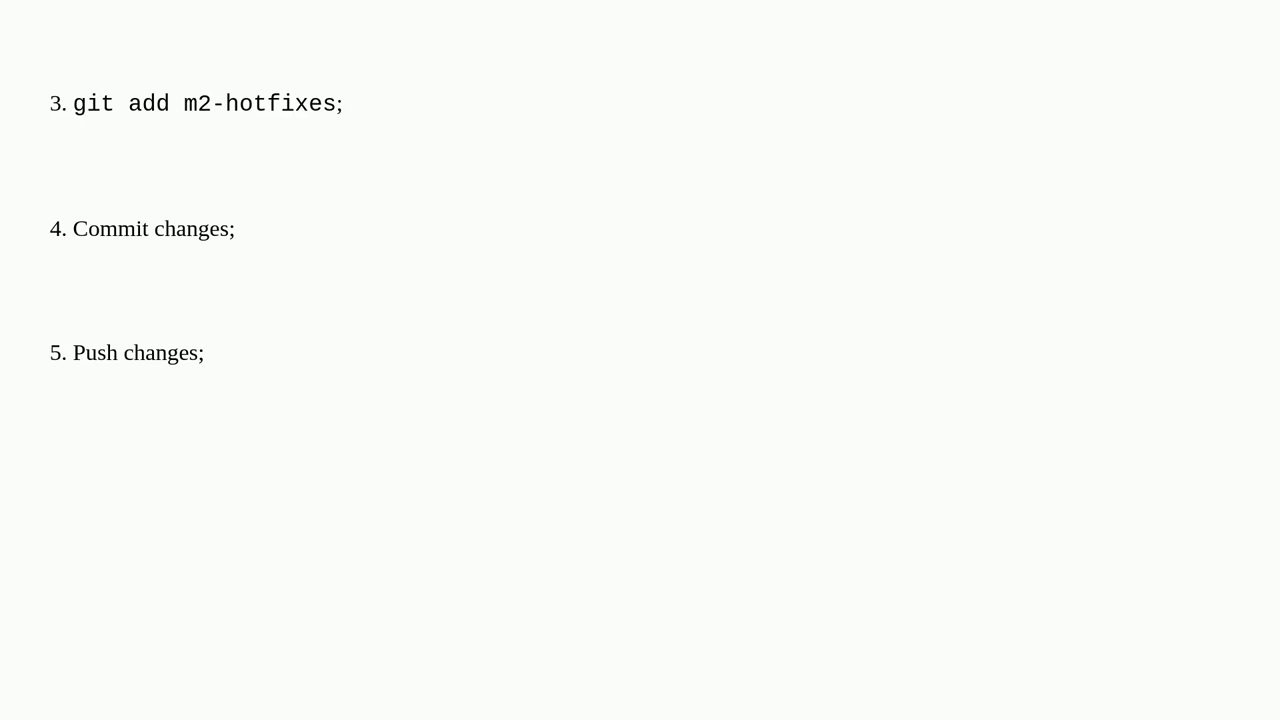 3. git add m2-hotfixes;
4. Commit changes;
5. Push changes;